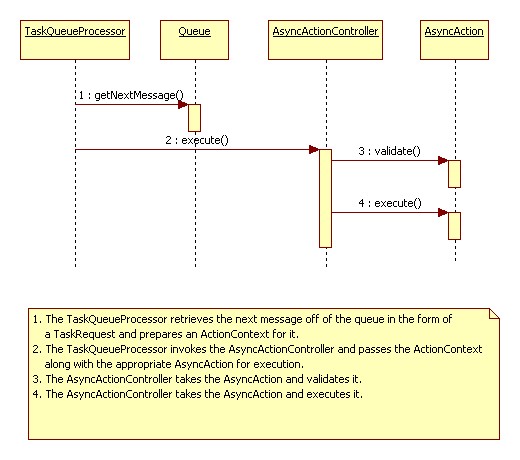 TaskQueueProcessor Queue AsyncActionController AsyncAction
1 : getNextMessage()
2 : execute()
3 : validate()
4 : execute()
1. The TaskQueueProcessor retrieves the next message off of the queue in the form of
a TaskRequest and prepares an ActionContext for it.
2. The TaskQueueProcessor invokes the AsyncActionController and passes the ActionContext
along with the appropriate AsyncAction for execution.
3. The AsyncActionController takes the AsyncAction and validates it.
4. The AsyncActionController takes the AsyncAction and executes it.